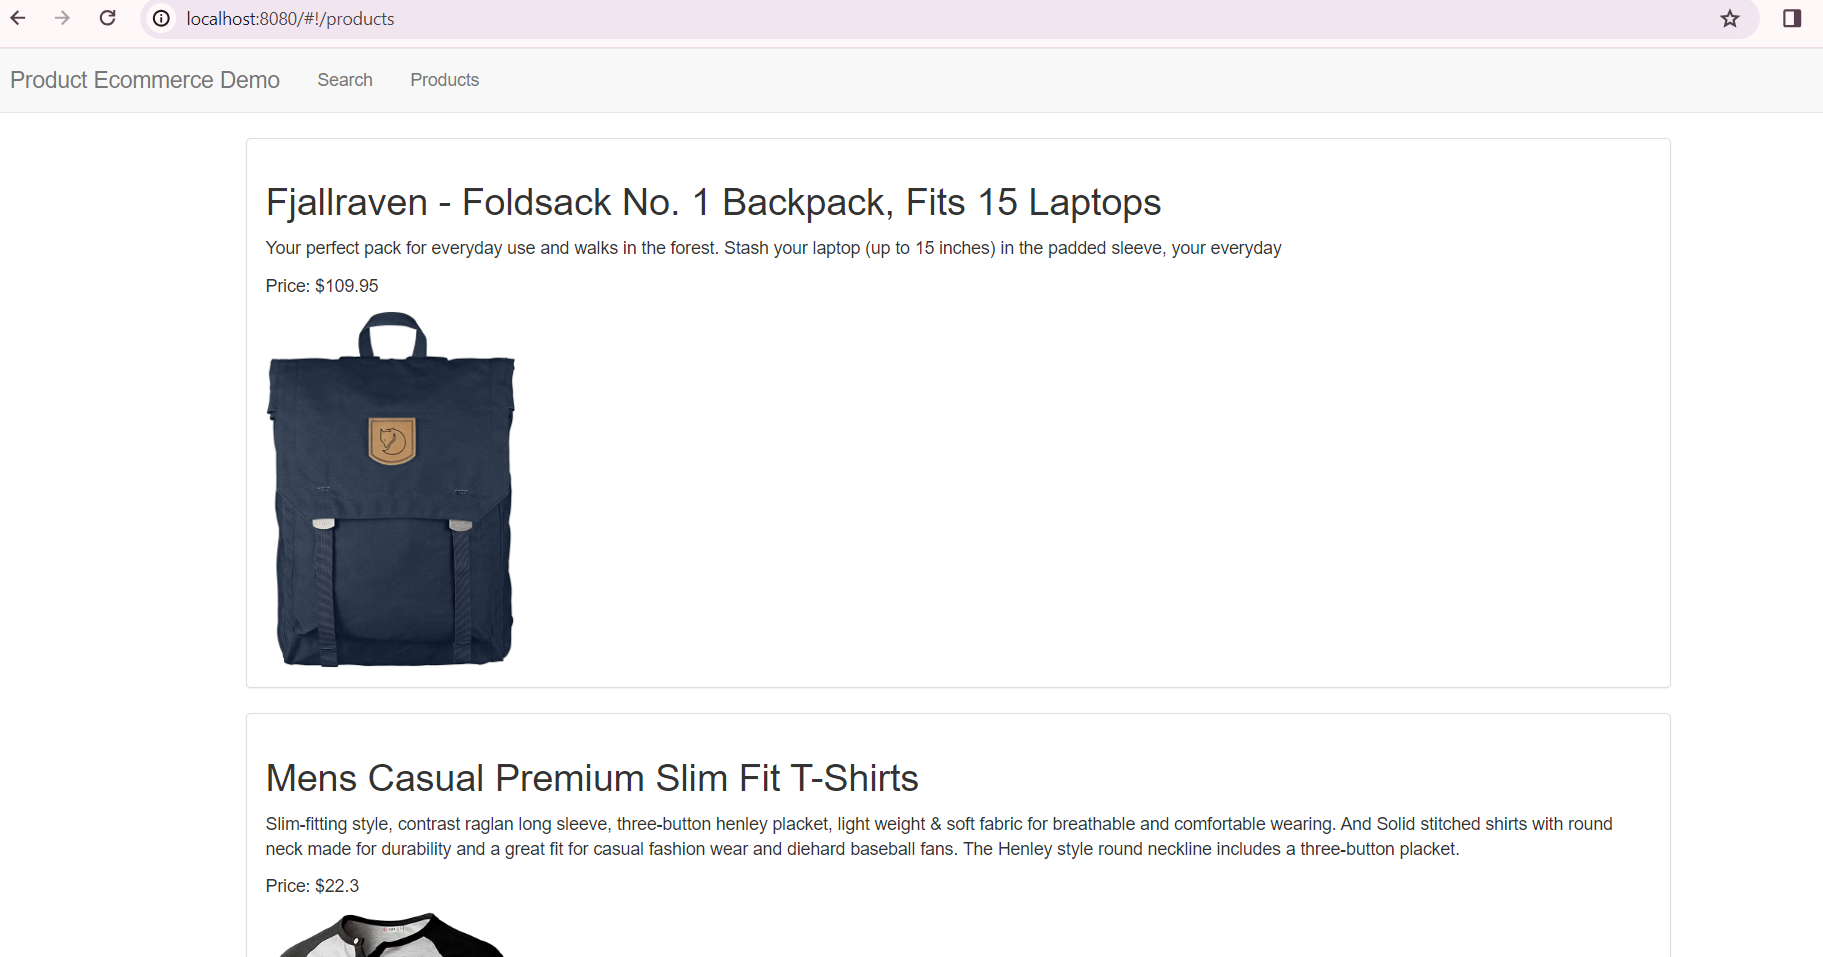 localhost:8080/#!/products
Product Ecommerce Demo Search Products
Fjallraven - Foldsack No. 1 Backpack, Fits 15 Laptops
Your perfect pack for everyday use and walks in the forest. Stash your laptop (up to 15 inches) in the padded sleeve, your everyday
Price: $109.95
Mens Casual Premium Slim Fit T-Shirts
Slim-fitting style, contrast raglan long sleeve, three-button henley placket, light weight & soft fabric for breathable and comfortable wearing. And Solid stitched shirts with round
neck made for durability and a great fit for casual fashion wear and diehard baseball fans. The Henley style round neckline includes a three-button placket.
Price: $22.3